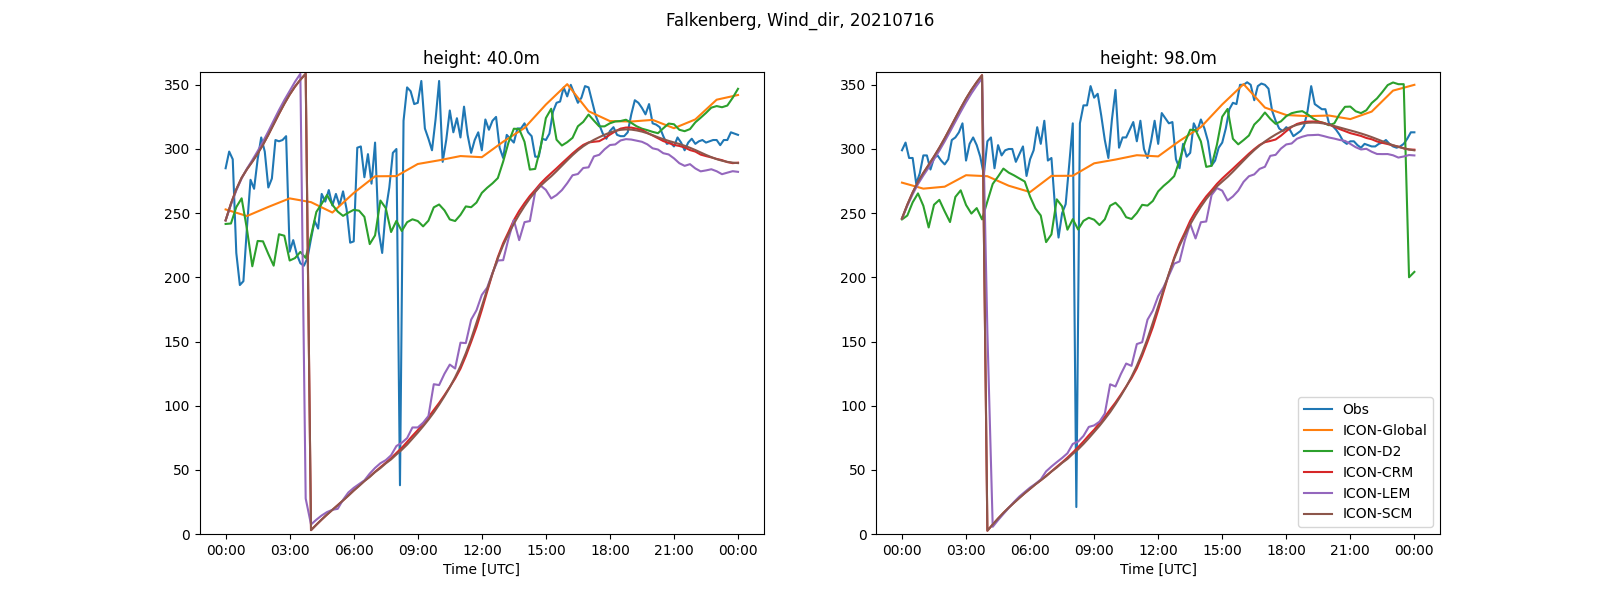 Falkenberg, Wind_dir, 20210716
height: 40.0m
350
300
250
200
150
100
50
0
00:00 03:00 06:00 09:00 12:00 15:00 18:00 21:00 00:00
Time [UTC]
height: 98.0m
350
300
250
200
150
100
50
0
00:00 03:00 06:00 09:00 12:00 15:00 18:00 21:00 00:00
Time [UTC]
Obs
ICON-Global
ICON-D2
ICON-CRM
ICON-LEM
ICON-SCM